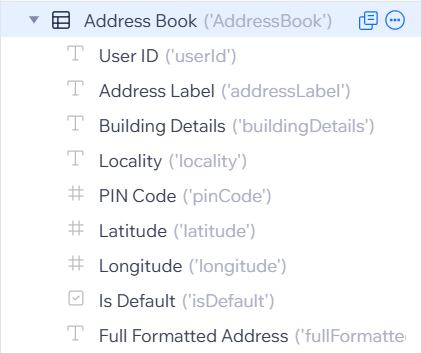 Address Book ('AddressBook')
User ID ('userId')
Address Label ('addressLabel')
Building Details ('buildingDetails')
Locality ('locality')
PIN Code ('pinCode')
Latitude ('latitude')
Longitude ('longitude')
Is Default ('isDefault')
Full Formatted Address ('fullFormatte